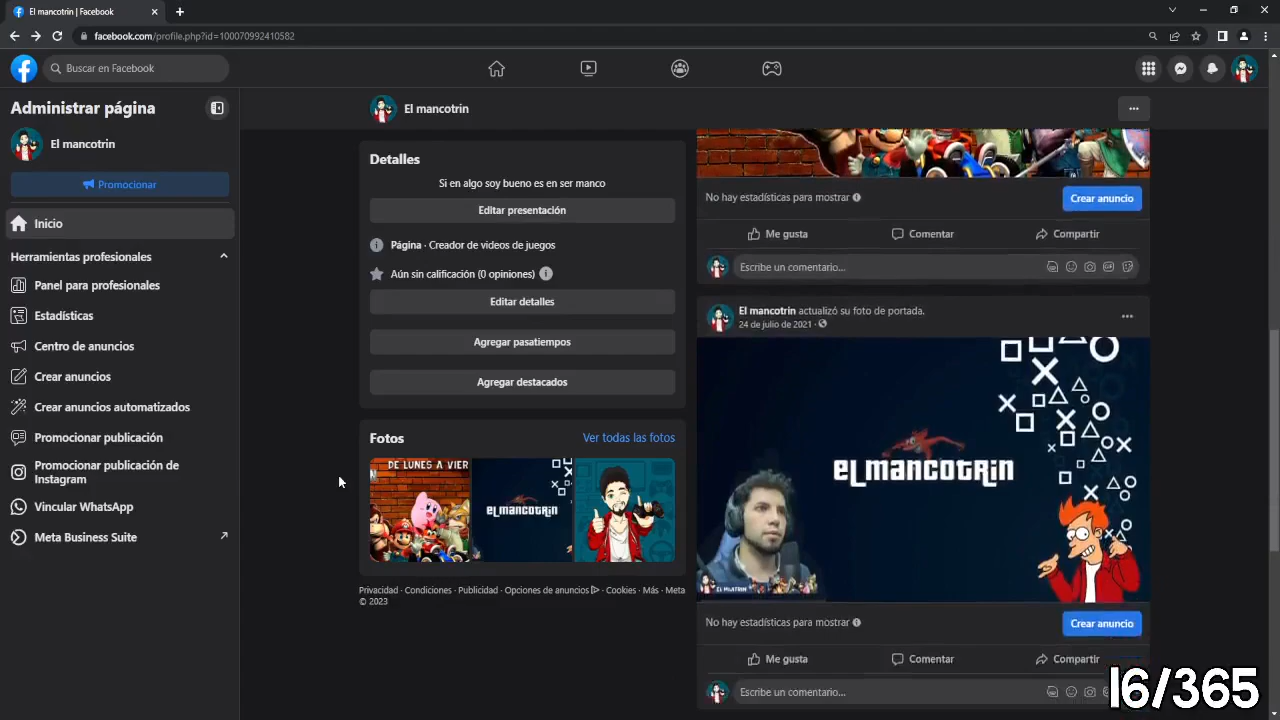 El mancotrin | Facebook
facebook.com/profile.php?id=100070992410582
Buscar en Facebook
Administrar página
El mancotrin
Promocionar
Inicio
Herramientas profesionales
Panel para profesionales
Estadísticas
Centro de anuncios
Crear anuncios
Crear anuncios automatizados
Promocionar publicación
Promocionar publicación de
Instagram
Vincular WhatsApp
Meta Business Suite
El mancotrin
Detalles
Si en algo soy bueno es en ser manco
Editar presentación
Página · Creador de videos de juegos
Aún sin calificación (0 opiniones)
Editar detalles
Agregar pasatiempos
Agregar destacados
Fotos
Ver todas las fotos
DE LUNES A VIER
ELMANCOTRIN
Privacidad · Condiciones · Publicidad · Opciones de anuncios · Cookies · Más · Meta
© 2023
No hay estadísticas para mostrar
Crear anuncio
Me gusta
Comentar
Compartir
Escribe un comentario...
El mancotrin actualizó su foto de portada.
24 de julio de 2021 ·
ELMANCOTRIN
No hay estadísticas para mostrar
Crear anuncio
Me gusta
Comentar
Compartir
Escribe un comentario...
16/365